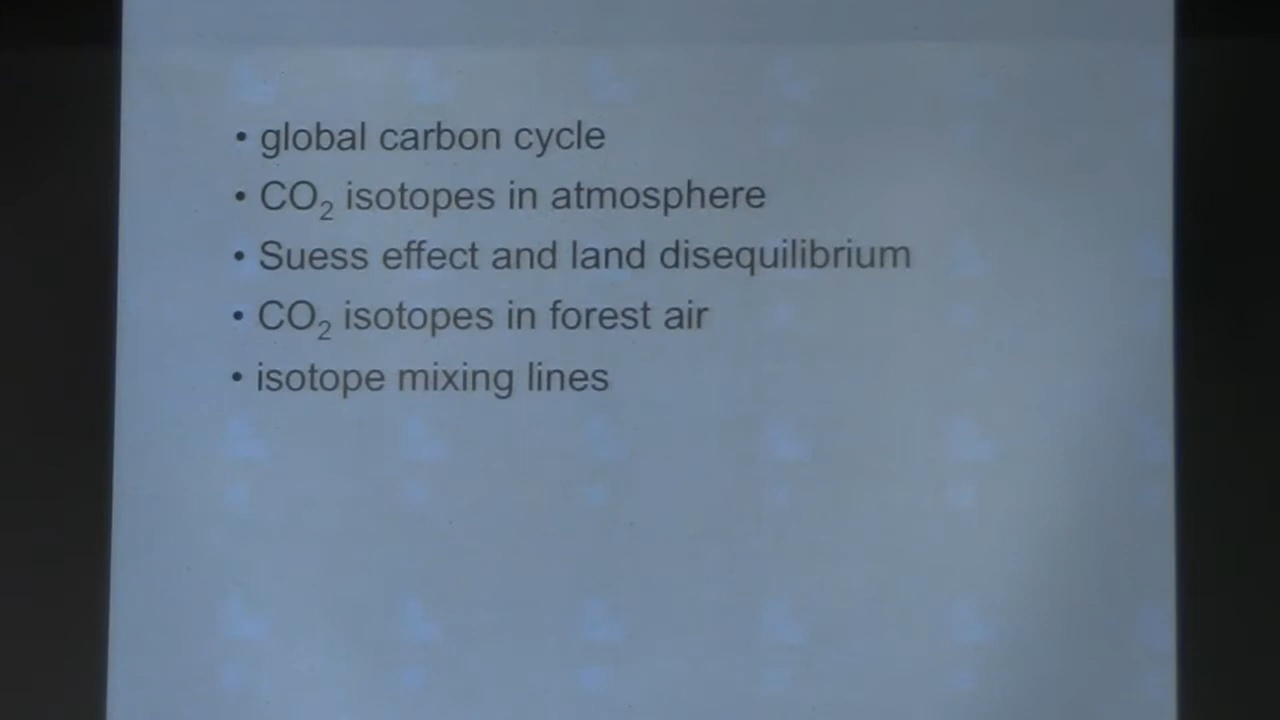 • global carbon cycle
• CO₂ isotopes in atmosphere
• Suess effect and land disequilibrium
• CO₂ isotopes in forest air
• isotope mixing lines